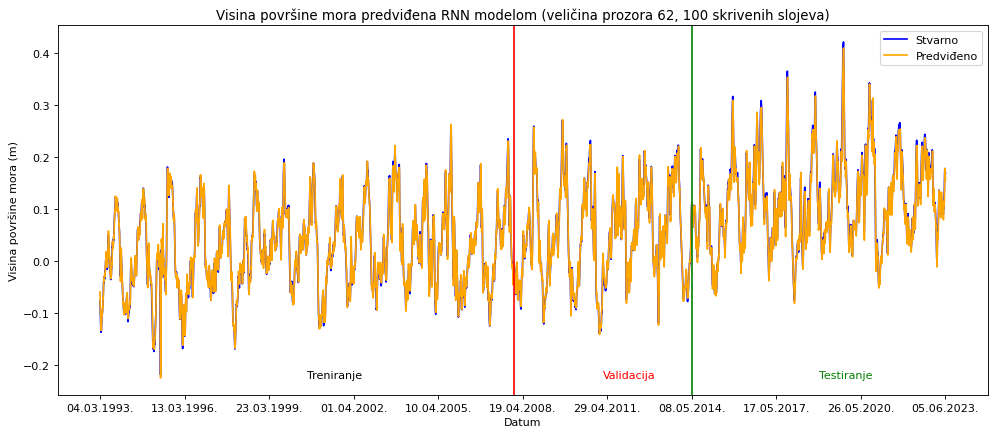 Visina površine mora predviđena RNN modelom (veličina prozora 62, 100 skrivenih slojeva)
Stvarno
Predviđeno
0.4
0.3
0.2
0.1
0.0
−0.1
−0.2
Visina površine mora (m)
Treniranje
Validacija
Testiranje
04.03.1993.
13.03.1996.
23.03.1999.
01.04.2002.
10.04.2005.
19.04.2008.
29.04.2011.
08.05.2014.
17.05.2017.
26.05.2020.
05.06.2023.
Datum